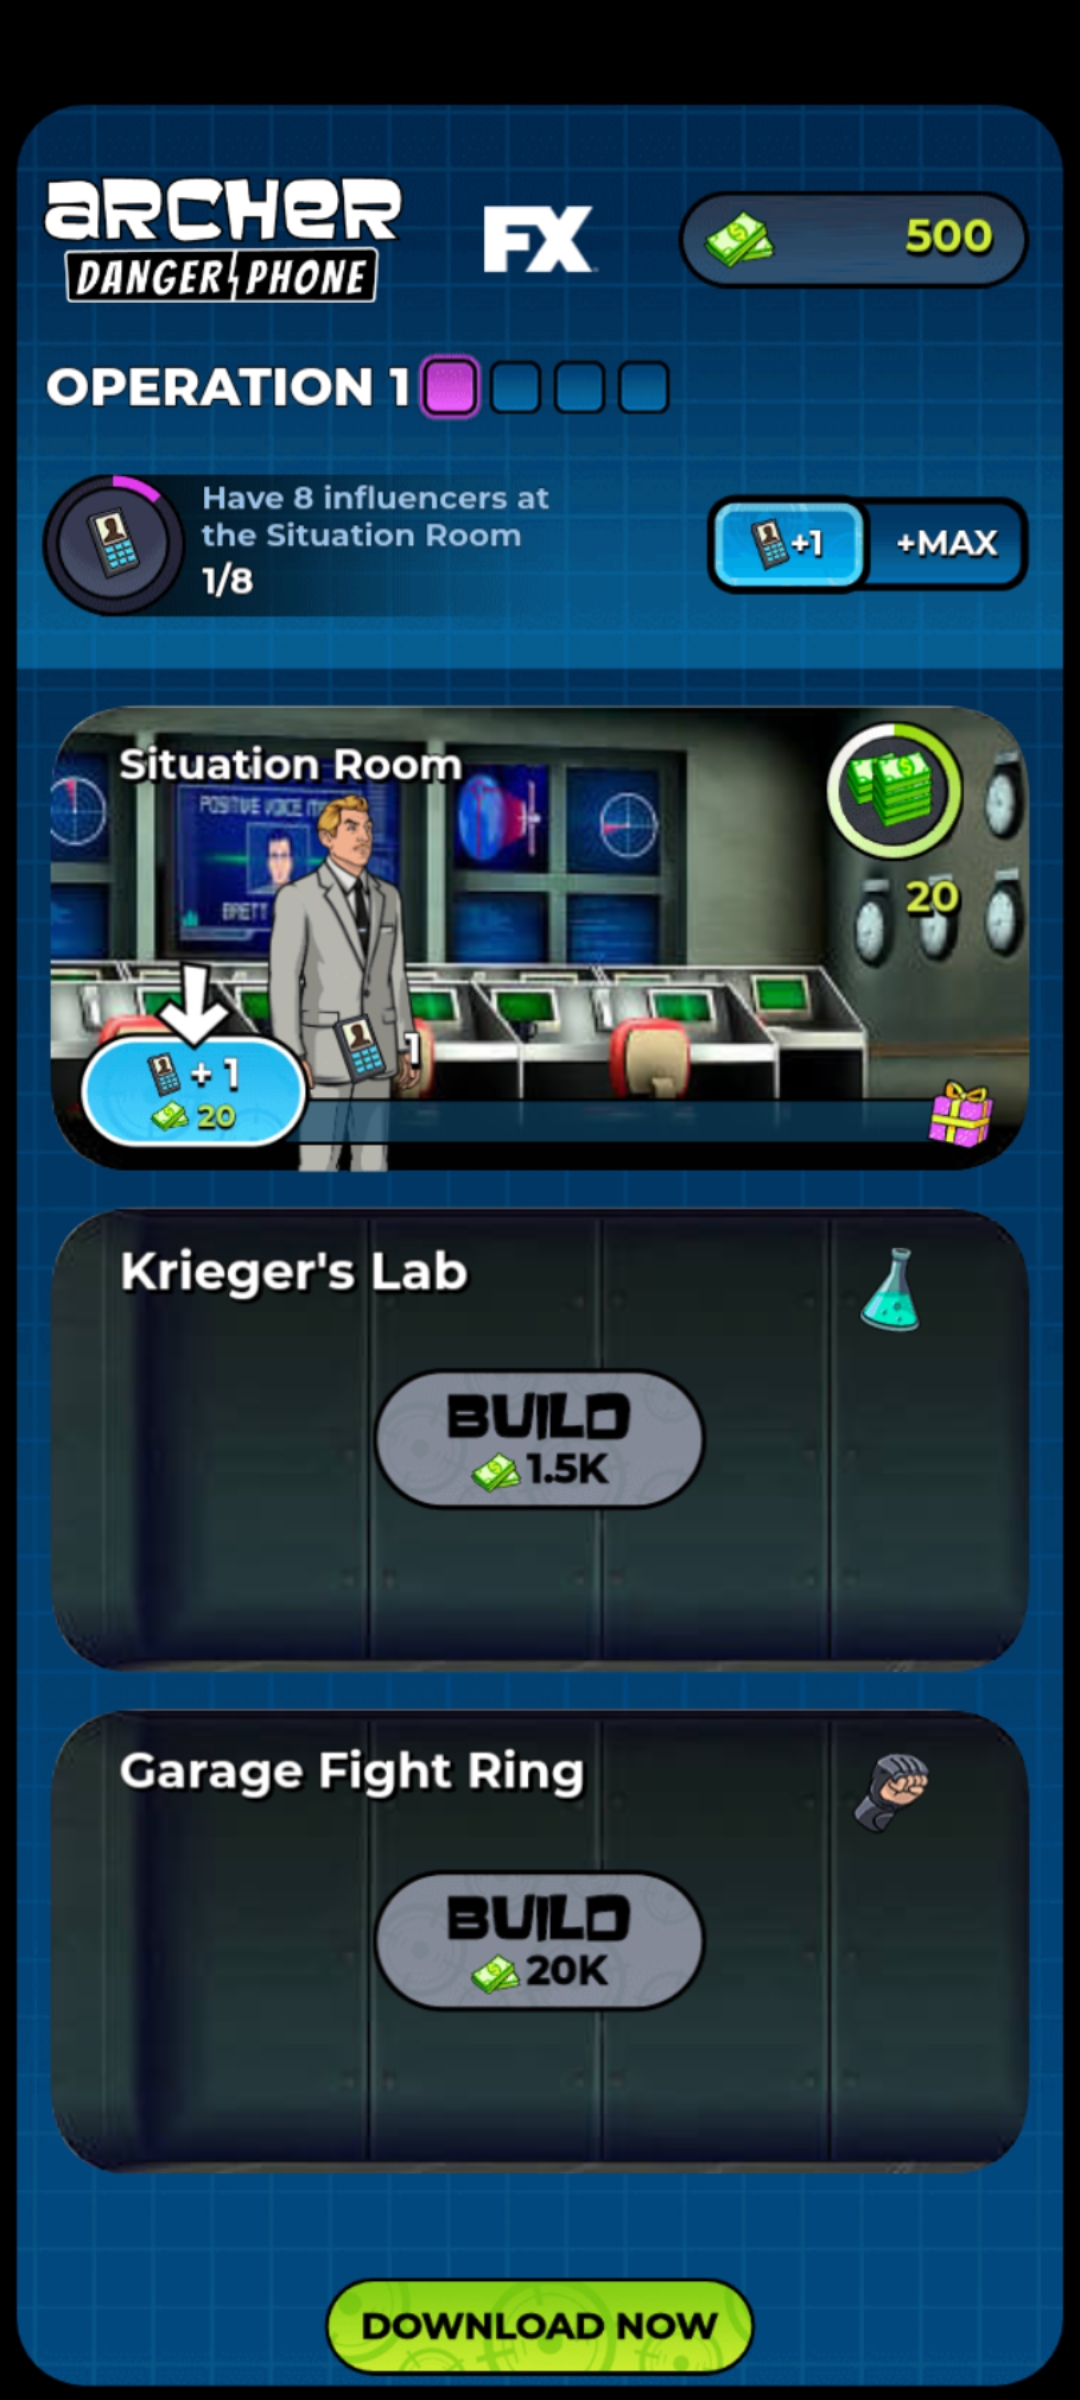 ARCHER
DANGER PHONE
FX
500
OPERATION 1
Have 8 influencers at
the Situation Room
1/8
+1
+MAX
Situation Room
POSITIVE VOICE
BRETT
20
1
+ 1
20
Krieger's Lab
BUILD
1.5K
Garage Fight Ring
BUILD
20K
DOWNLOAD NOW